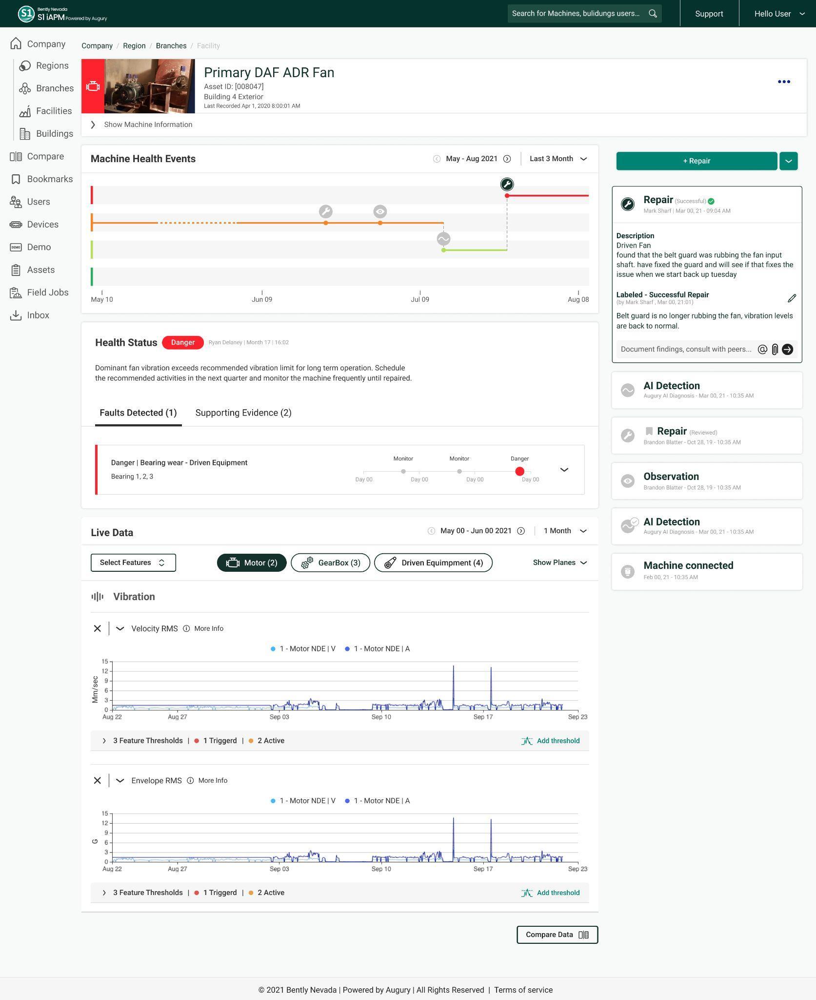 S1
Bently Nevada
S1 iAPM Powered by Augury
Search for Machines, bulidungs users...
Support
Hello User
Company
Regions
Branches
Facilities
Buildings
Compare
Bookmarks
Users
Devices
DEMO
Demo
Assets
Field Jobs
Inbox
Company / Region / Branches / Facility
Primary DAF ADR Fan
Asset ID: [008047]
Building 4 Exterior
Last Recorded Apr 1, 2020 8:00:01 AM
Show Machine Information
Machine Health Events
May - Aug 2021
Last 3 Month
May 10
Jun 09
Jul 09
Aug 08
Health Status
Danger
Ryan Delaney | Month 17 | 16:02
Dominant fan vibration exceeds recommended vibration limit for long term operation. Schedule
the recommended activities in the next quarter and monitor the machine frequently until repaired.
Faults Detected (1)
Supporting Evidence (2)
Danger | Bearing wear - Driven Equipment
Bearing 1, 2, 3
Monitor
Monitor
Danger
Day 00
Day 00
Day 00
Day 00
Live Data
May 00 - Jun 00 2021
1 Month
Select Features
Motor (2)
GearBox (3)
Driven Equimpment (4)
Show Planes
Vibration
Velocity RMS
More Info
1 - Motor NDE | V
1 - Motor NDE | A
Mm/sec
15
12
9
6
3
0
Aug 22
Aug 27
Sep 03
Sep 10
Sep 17
Sep 23
3 Feature Thresholds | 1 Triggerd | 2 Active
Add threshold
Envelope RMS
More Info
1 - Motor NDE | V
1 - Motor NDE | A
G
15
12
9
6
3
0
Aug 22
Aug 27
Sep 03
Sep 10
Sep 17
Sep 23
3 Feature Thresholds | 1 Triggerd | 2 Active
Add threshold
Compare Data
+ Repair
Repair (Successful)
Mark Sharf | Mar 00, 21 - 09:04 AM
Description
Driven Fan
found that the belt guard was rubbing the fan input
shaft. have fixed the guard and will see if that fixes the
issue when we start back up tuesday
Labeled - Successful Repair
(by Mark Sharf , Mar 00, 21:01)
Belt guard is no longer rubbing the fan, vibration levels
are back to normal.
Document findings, consult with peers...
AI Detection
Augury AI Diagnosis - Mar 00, 21 - 10:35 AM
Repair (Reviewed)
Brandon Blatter - Oct 28, 19 - 10:35 AM
Observation
Brandon Blatter - Oct 28, 19 - 10:35 AM
AI Detection
Augury AI Diagnosis - Mar 00, 21 - 10:35 AM
Machine connected
Feb 00, 21 - 10:35 AM
© 2021 Bently Nevada | Powered by Augury | All Rights Reserved | Terms of service